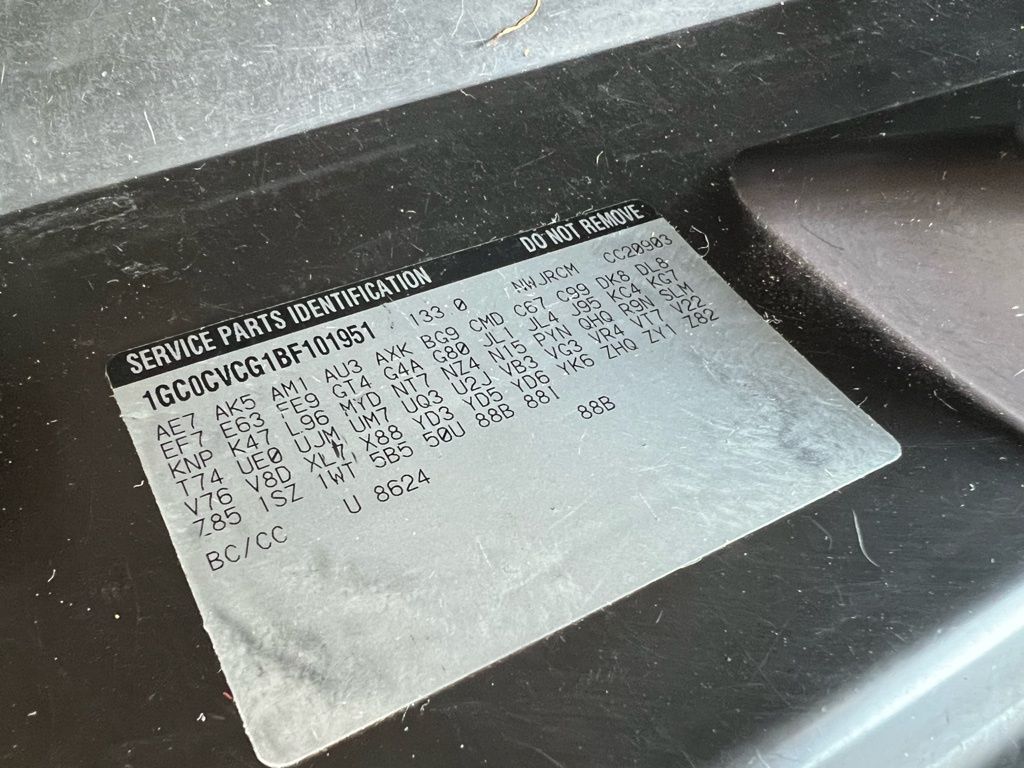 SERVICE PARTS IDENTIFICATION DO NOT REMOVE
1GC0CVCG1BF101951 133 0 CC20903
AE7 AK5 AM1 AU3 AXK BG9 CMD C67 C99 DK8 DL8
EF7 E63 FE9 GT4 G4A G80 JL1 JL4 J95 KC4 KG7
KNP K47 L96 MYD NT7 NZ4 N15 PYN QHQ R9N SLM
T74 UE0 UJM UM7 UQ3 U2J VB3 VG3 VR4 VT7 V22
V76 V8D X88 YD3 YD5 YD6 YK6 ZHQ ZY1 Z82
Z85 1SZ 1WT 5B5 50U 88B 881
BC/CC U 8624 88B